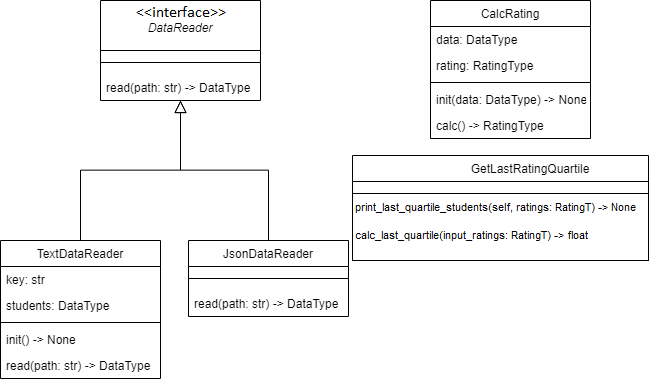 <<interface>>
DataReader
read(path: str) -> DataType
CalcRating
data: DataType
rating: RatingType
init(data: DataType) -> None
calc() -> RatingType
GetLastRatingQuartile
print_last_quartile_students(self, ratings: RatingT) -> None
calc_last_quartile(input_ratings: RatingT) -> float
TextDataReader
key: str
students: DataType
init() -> None
read(path: str) -> DataType
JsonDataReader
read(path: str) -> DataType